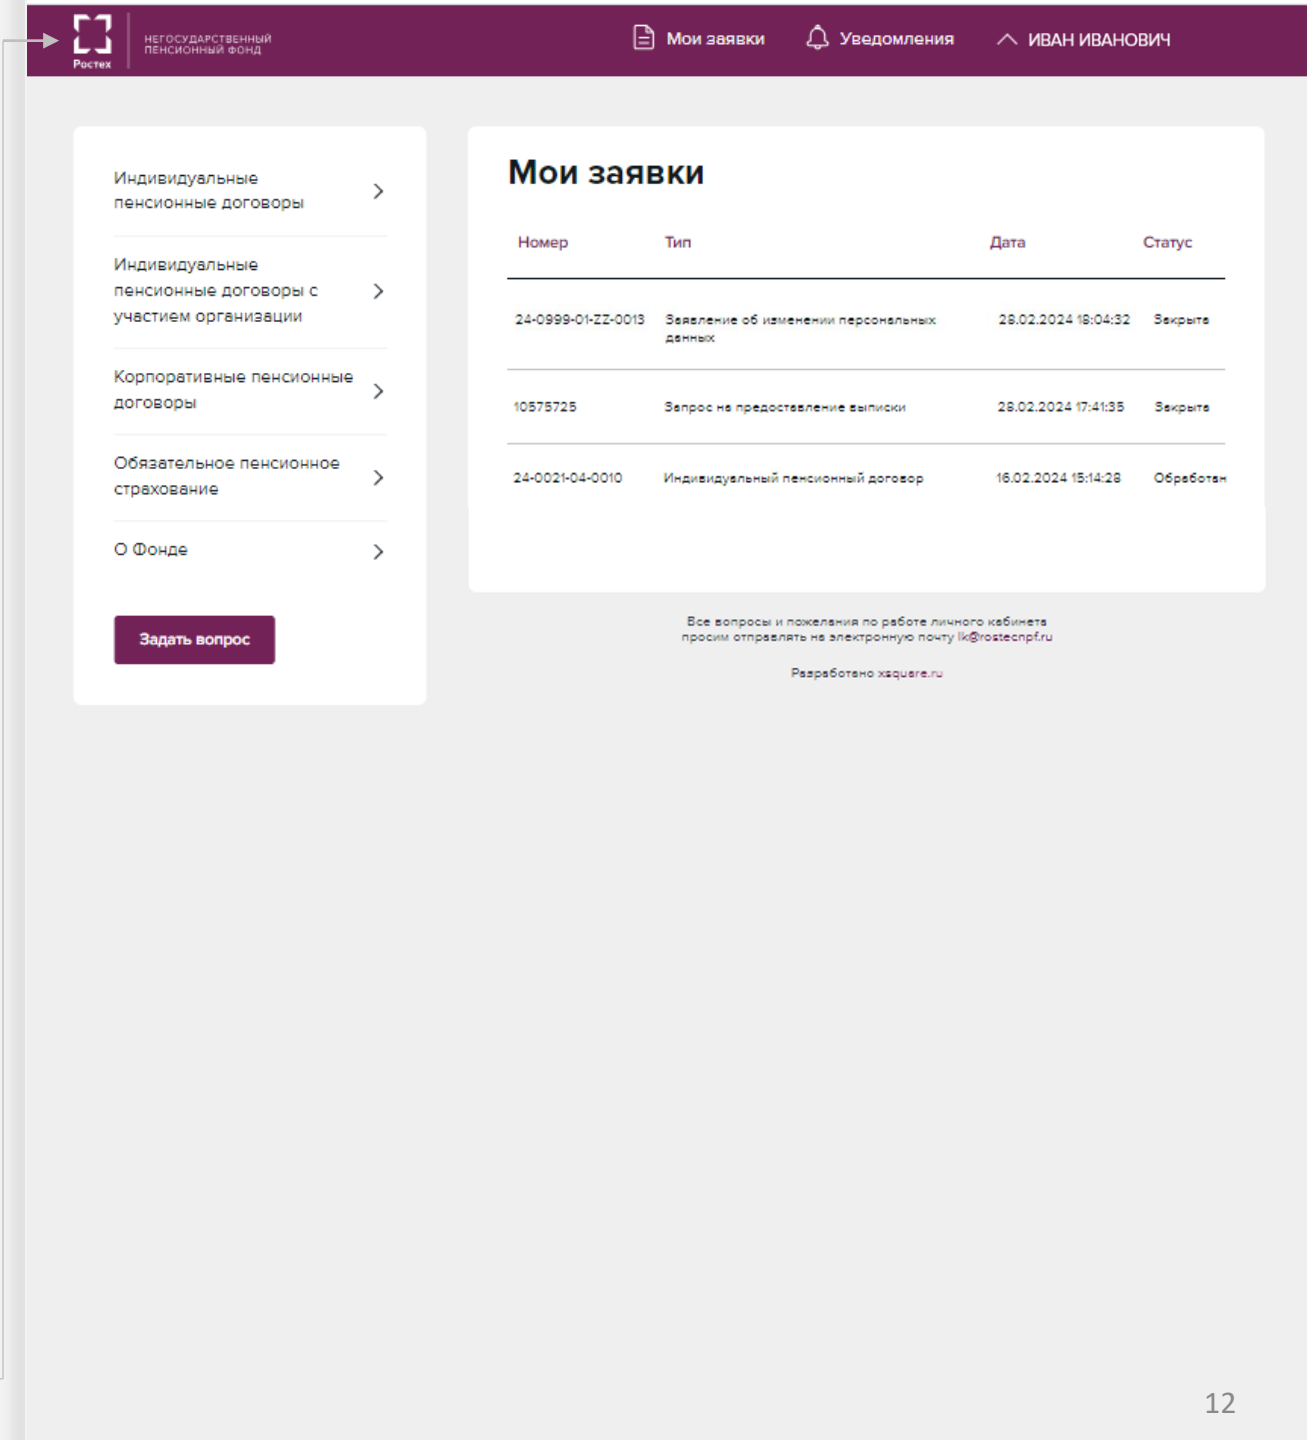 Ростех
НЕГОСУДАРСТВЕННЫЙ
ПЕНСИОННЫЙ ФОНД
Мои заявки
Уведомления
ИВАН ИВАНОВИЧ
Индивидуальные
пенсионные договоры
Индивидуальные
пенсионные договоры с
участием организации
Корпоративные пенсионные
договоры
Обязательное пенсионное
страхование
О Фонде
Задать вопрос
Мои заявки
Номер Тип Дата Статус
24-0999-01-ZZ-0013 Заявление об изменении персональных 28.02.2024 18:04:32 Закрыта
данных
10575725 Запрос на предоставление выписки 28.02.2024 17:41:35 Закрыта
24-0021-04-0010 Индивидуальный пенсионный договор 16.02.2024 15:14:28 Обработан
Все вопросы и пожелания по работе личного кабинета
просим отправлять на электронную почту lk@rostecnpf.ru
Разработано xsquare.ru
12